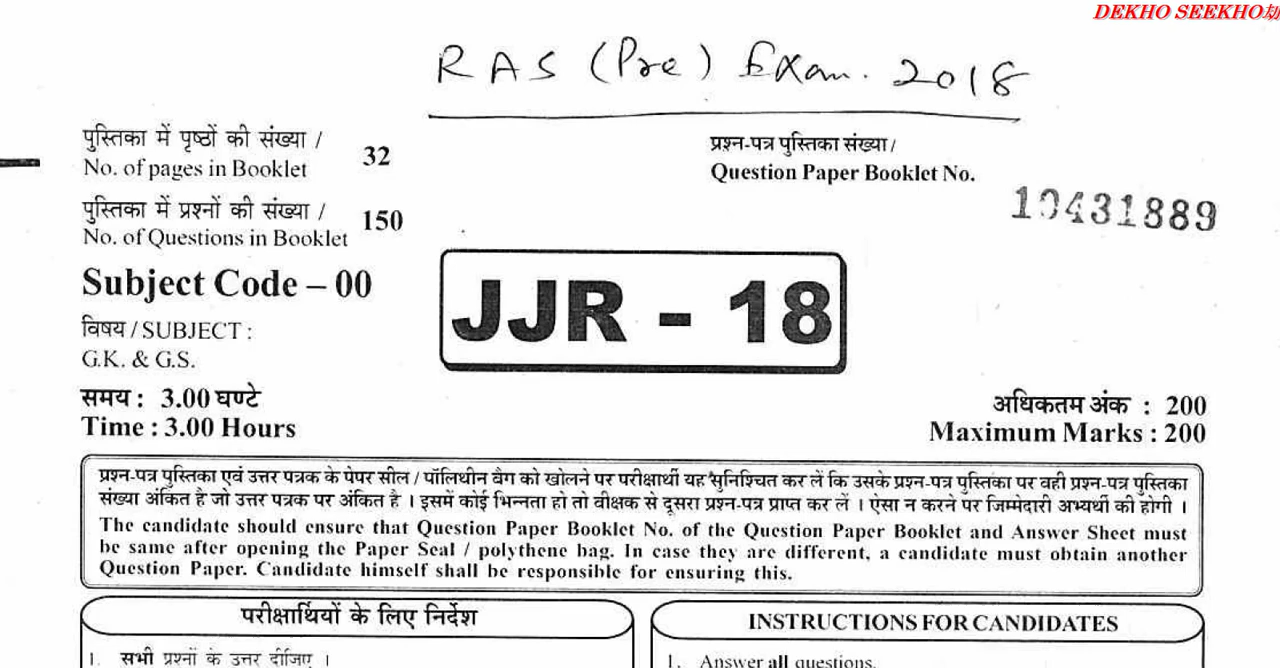 DEKHO SEEKHO
RAS (Pre) Exam. 2018
पुस्तिका में पृष्ठों की संख्या /
No. of pages in Booklet 32
पुस्तिका में प्रश्नों की संख्या /
No. of Questions in Booklet 150
प्रश्न-पत्र पुस्तिका संख्या /
Question Paper Booklet No.
10431889
Subject Code – 00
विषय / SUBJECT :
G.K. & G.S.
JJR - 18
समय : 3.00 घण्टे
Time : 3.00 Hours
अधिकतम अंक : 200
Maximum Marks : 200
प्रश्न-पत्र पुस्तिका एवं उत्तर पत्रक के पेपर सील / पॉलिथीन बैग को खोलने पर परीक्षार्थी यह सुनिश्चित कर लें कि उसके प्रश्न-पत्र पुस्तिका पर वही प्रश्न-पत्र पुस्तिका
संख्या अंकित है जो उत्तर पत्रक पर अंकित है । इसमें कोई भिन्नता हो तो वीक्षक से दूसरा प्रश्न-पत्र प्राप्त कर लें । ऐसा न करने पर जिम्मेदारी अभ्यर्थी की होगी ।
The candidate should ensure that Question Paper Booklet No. of the Question Paper Booklet and Answer Sheet must
be same after opening the Paper Seal / polythene bag. In case they are different, a candidate must obtain another
Question Paper. Candidate himself shall be responsible for ensuring this.
परीक्षार्थियों के लिए निर्देश
1. सभी प्रश्नों के उत्तर दीजिए ।
INSTRUCTIONS FOR CANDIDATES
1. Answer all questions.